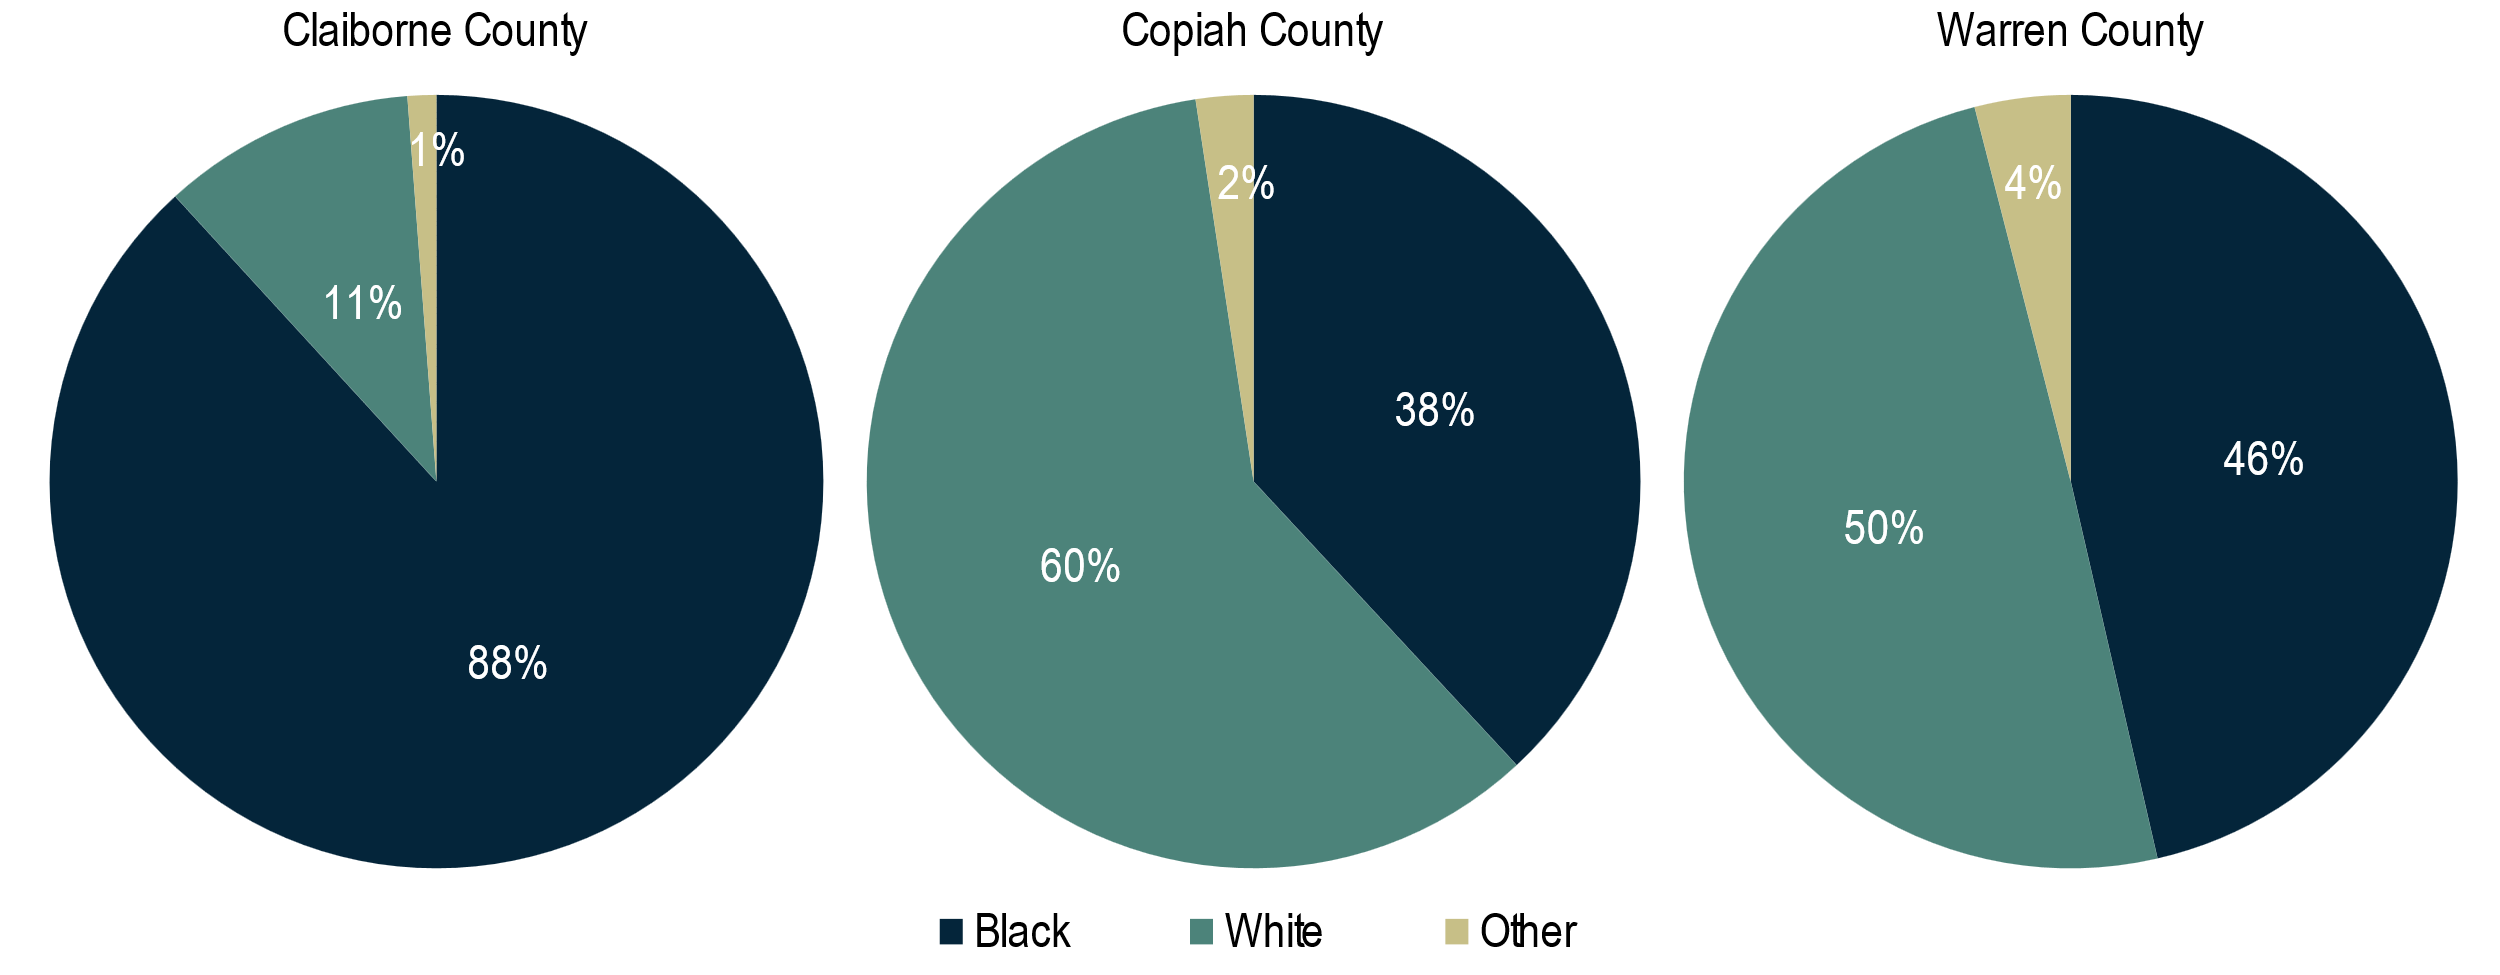 Claiborne County
Copiah County
Warren County
1%
11%
88%
2%
38%
60%
4%
46%
50%
Black
White
Other